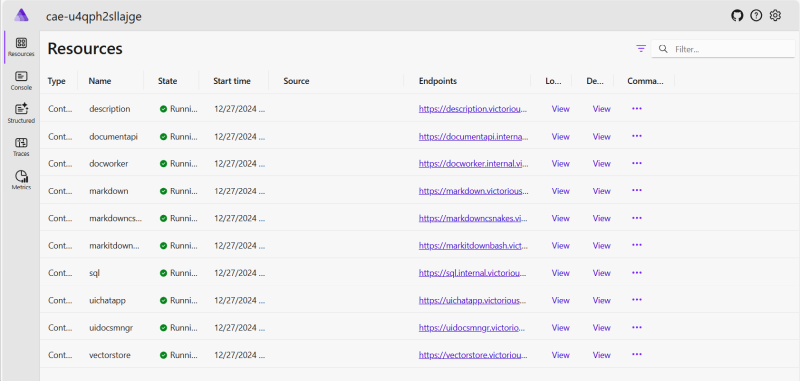 cae-u4qph2sllajge
Resources
Console
Structured
Traces
Metrics
Resources
Filter...
Type Name State Start time Source Endpoints Lo... De... Comma...
Cont... description Runni... 12/27/2024 ... https://description.victoriou... View View ...
Cont... documentapi Runni... 12/27/2024 ... https://documentapi.interna... View View ...
Cont... docworker Runni... 12/27/2024 ... https://docworker.internal.vi... View View ...
Cont... markdown Runni... 12/27/2024 ... https://markdown.victorious... View View ...
Cont... markdowncs... Runni... 12/27/2024 ... https://markdowncsnakes.vi... View View ...
Cont... markitdown... Runni... 12/27/2024 ... https://markitdownbash.vict... View View ...
Cont... sql Runni... 12/27/2024 ... https://sql.internal.victoriou... View View ...
Cont... uichatapp Runni... 12/27/2024 ... https://uichatapp.victorious... View View ...
Cont... uidocsmngr Runni... 12/27/2024 ... https://uidocsmngr.victorio... View View ...
Cont... vectorstore Runni... 12/27/2024 ... https://vectorstore.victoriou... View View ...